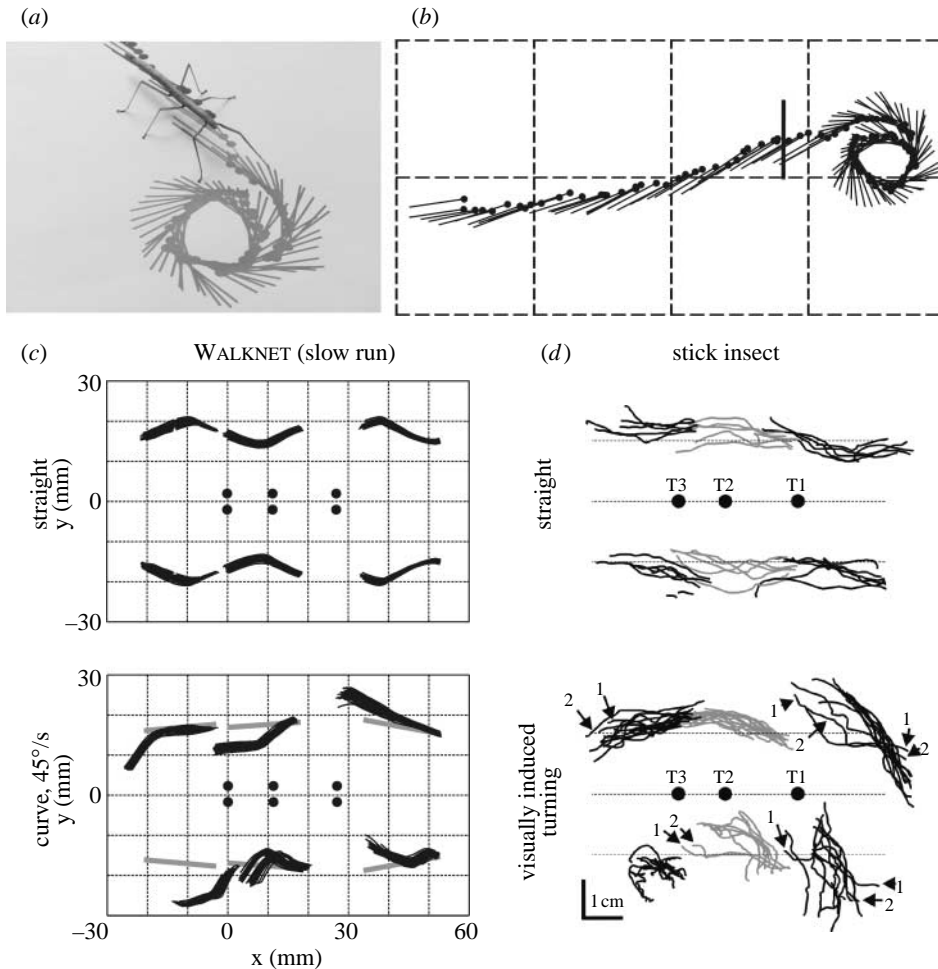 (a)
(b)
(c) WALKNET (slow run)
(d) stick insect
30
straight
y (mm)
0
–30
straight
T3 T2 T1
30
curve, 45°/s
y (mm)
0
–30 0 30 60
x (mm)
visually induced
turning
2 1
1
2
1
2
T3 T2 T1
1 2
1
1
2
1 cm